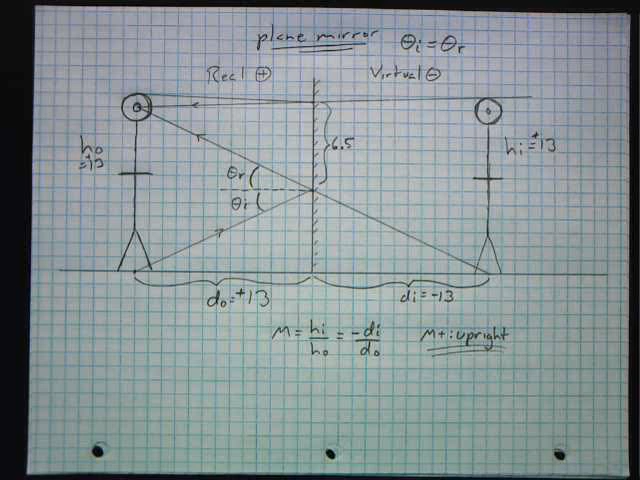 plane mirror θi = θr
Real ⊕ Virtual ⊖
6.5
ho = +13
hi = +13
θr
θi
do = +13
di = -13
M = hi/ho = -di/do
M+: upright